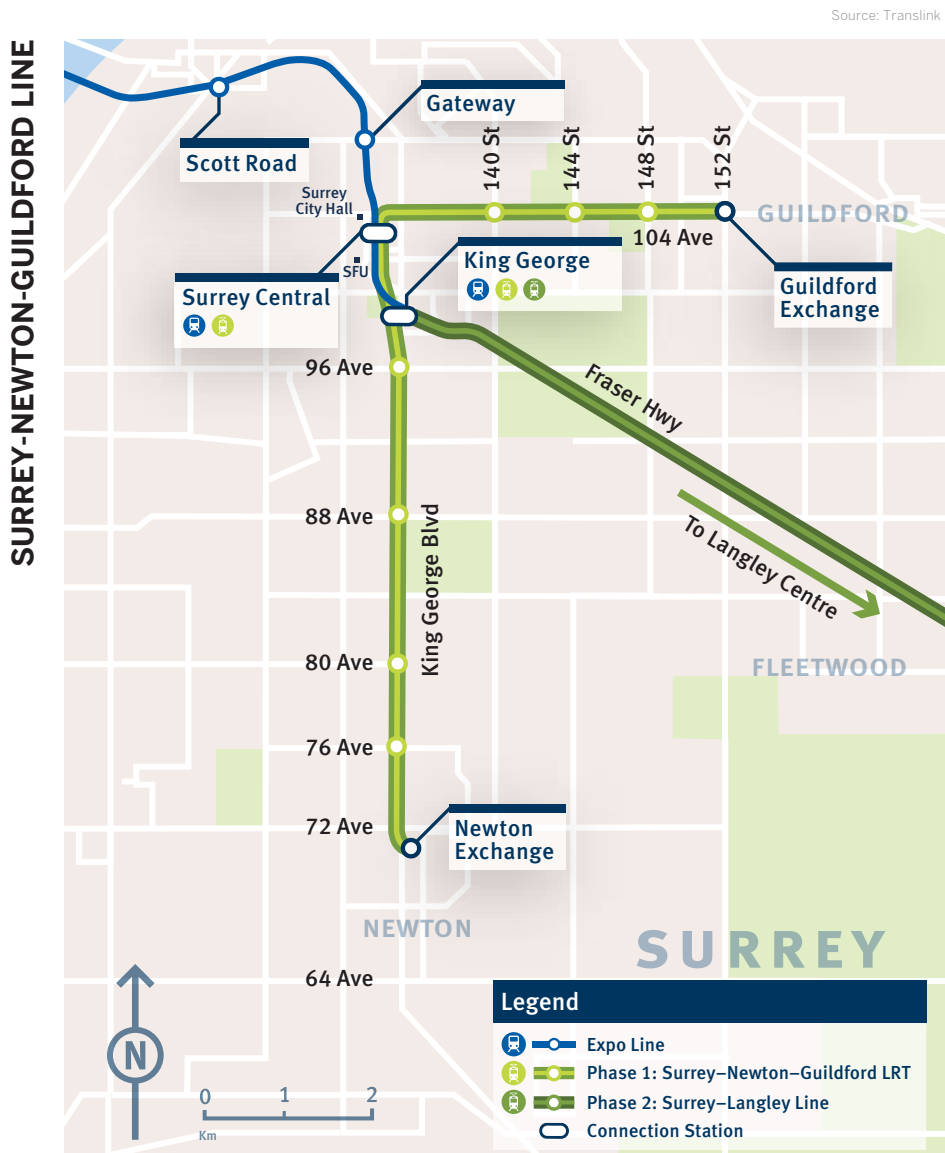 Source: Translink
SURREY-NEWTON-GUILDFORD LINE
Gateway
Scott Road
140 St
144 St
148 St
152 St
Surrey
City Hall
GUILDFORD
104 Ave
King George
SFU
Surrey Central
Guildford
Exchange
96 Ave
Fraser Hwy
88 Ave
King George Blvd
To Langley Centre
80 Ave
FLEETWOOD
76 Ave
72 Ave
Newton
Exchange
NEWTON
SURREY
64 Ave
Legend
Expo Line
Phase 1: Surrey–Newton–Guildford LRT
Phase 2: Surrey–Langley Line
Connection Station
N
0 1 2
Km